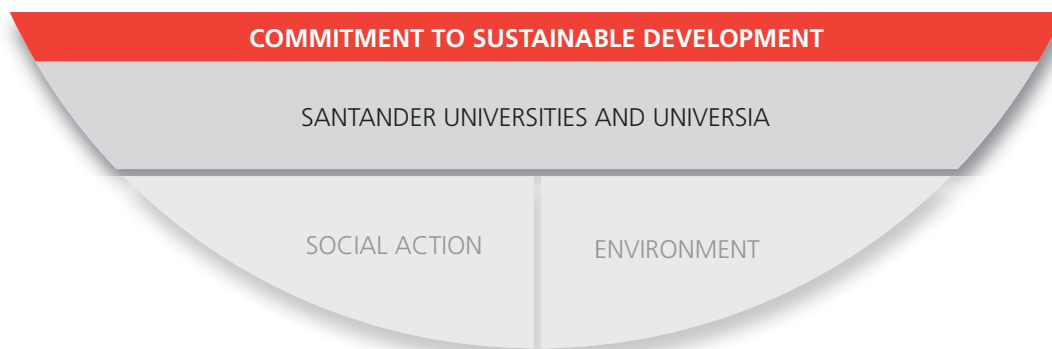 COMMITMENT TO SUSTAINABLE DEVELOPMENT
SANTANDER UNIVERSITIES AND UNIVERSIA
SOCIAL ACTION
ENVIRONMENT